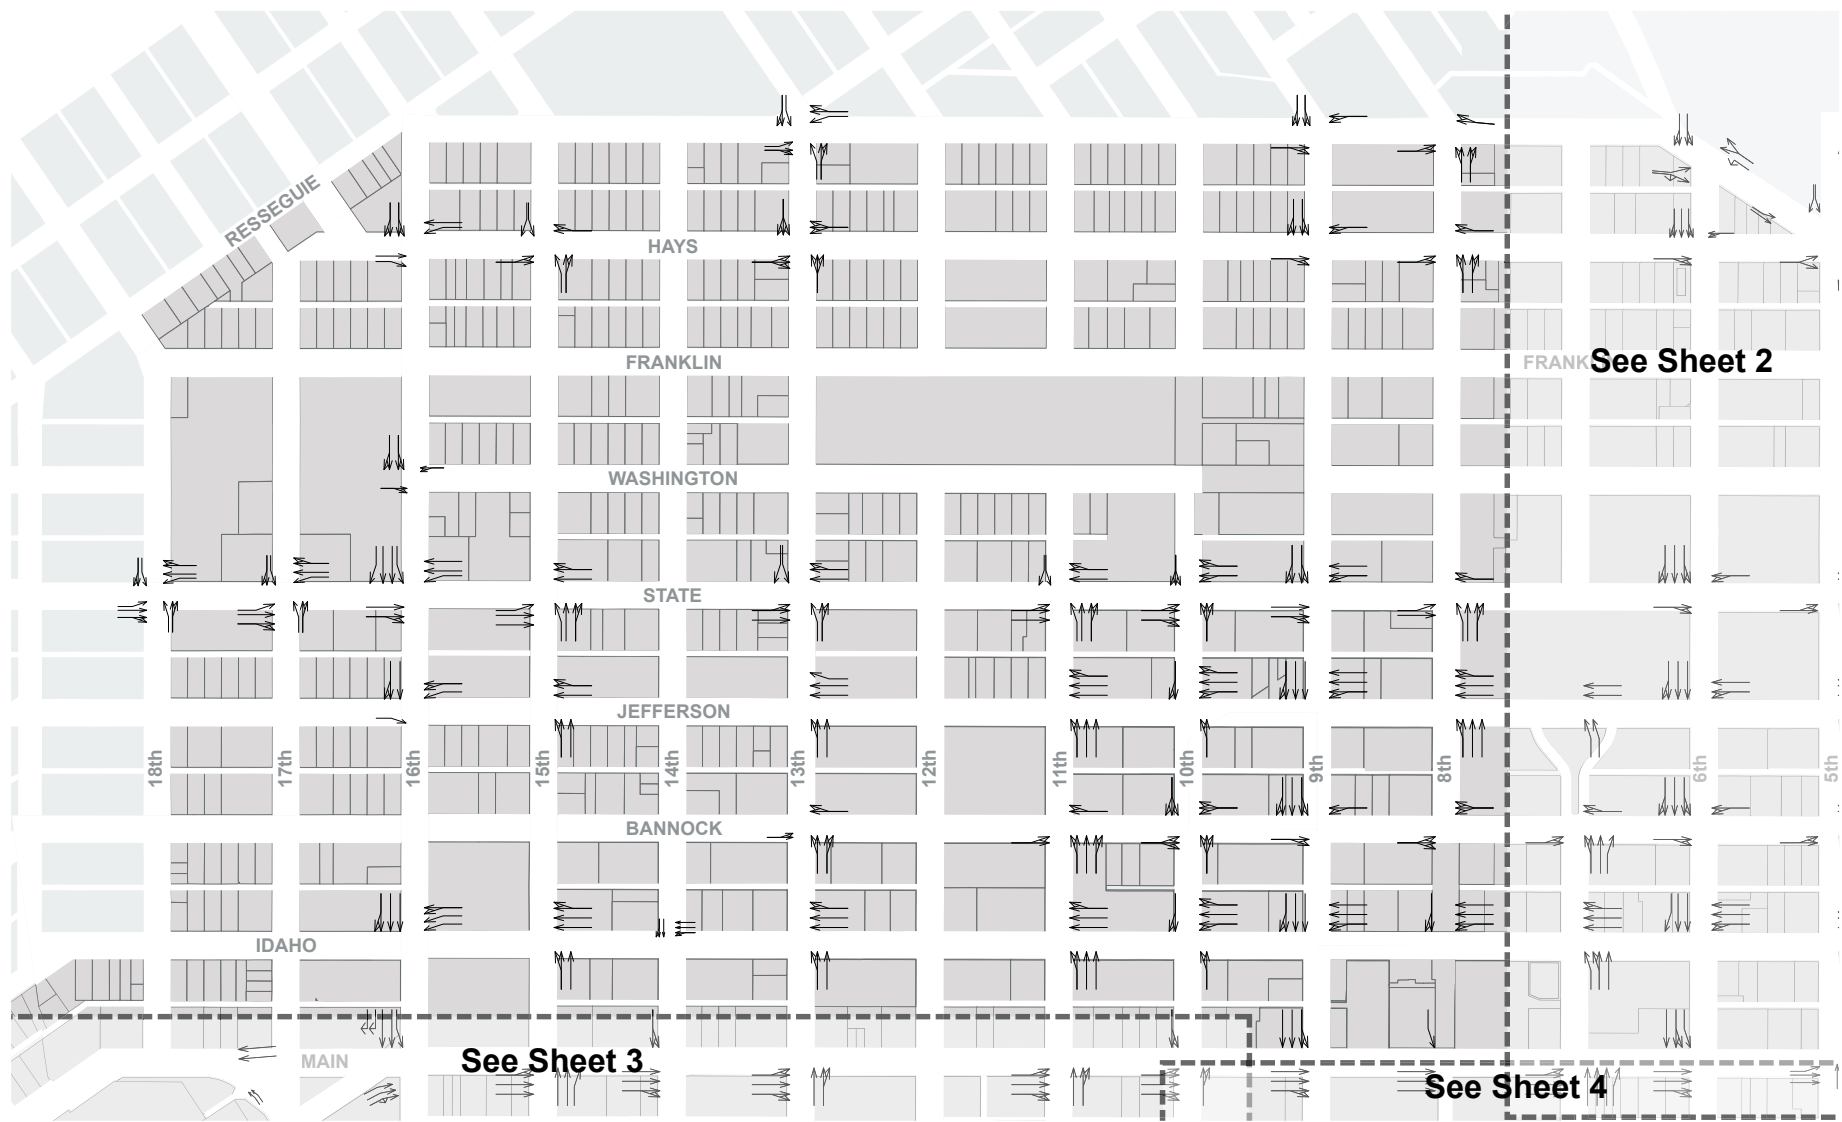 RESSEGUIE
HAYS
FRANKLIN
FRANK
See Sheet 2
WASHINGTON
STATE
JEFFERSON
18th
17th
16th
15th
14th
13th
12th
11th
10th
9th
8th
6th
5th
BANNOCK
IDAHO
MAIN
See Sheet 3
See Sheet 4